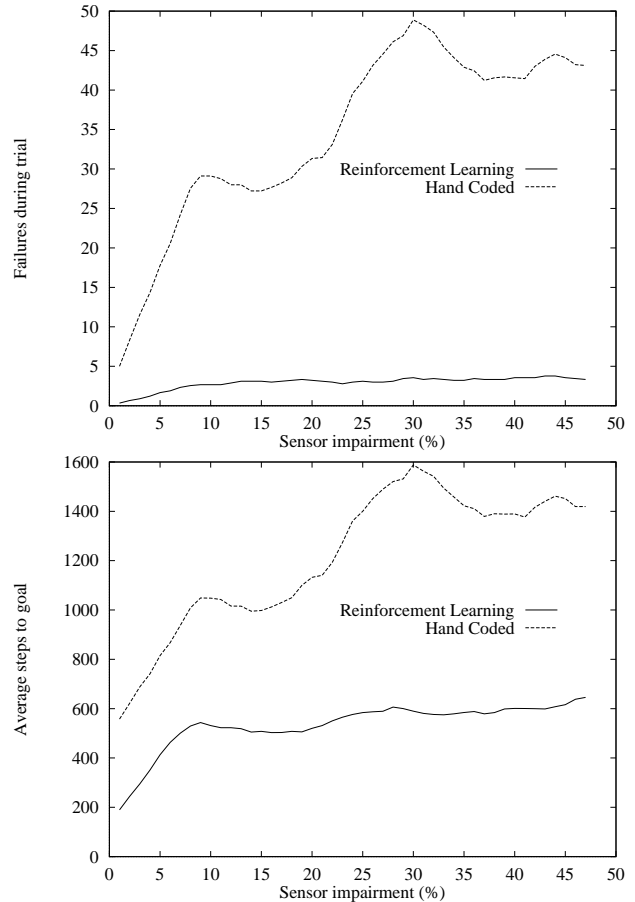 50
45
40
35
30
25
20
15
10
5
0
Failures during trial
Reinforcement Learning
Hand Coded
0 5 10 15 20 25 30 35 40 45 50
Sensor impairment (%)
1600
1400
1200
1000
800
600
400
200
0
Average steps to goal
Reinforcement Learning
Hand Coded
0 5 10 15 20 25 30 35 40 45 50
Sensor impairment (%)